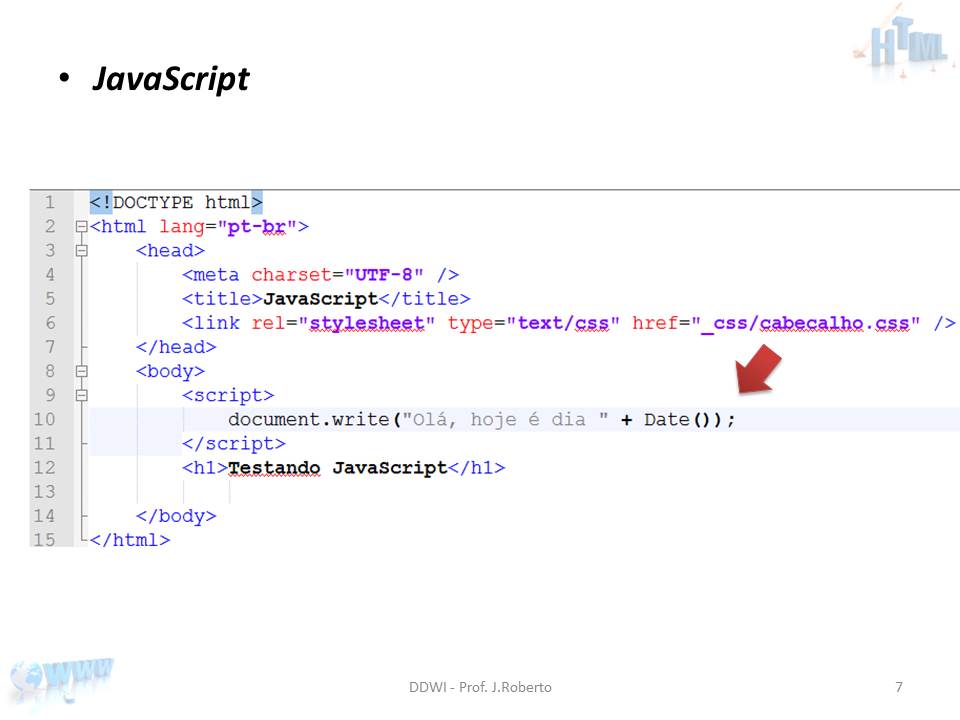 HTML
• JavaScript
1 <!DOCTYPE html>
2 <html lang="pt-br">
3 <head>
4 <meta charset="UTF-8" />
5 <title>JavaScript</title>
6 <link rel="stylesheet" type="text/css" href="_css/cabecalho.css" />
7 </head>
8 <body>
9 <script>
10 document.write("Olá, hoje é dia " + Date());
11 </script>
12 <h1>Testando JavaScript</h1>
13
14 </body>
15 </html>
WWW
DDWI - Prof. J.Roberto
7